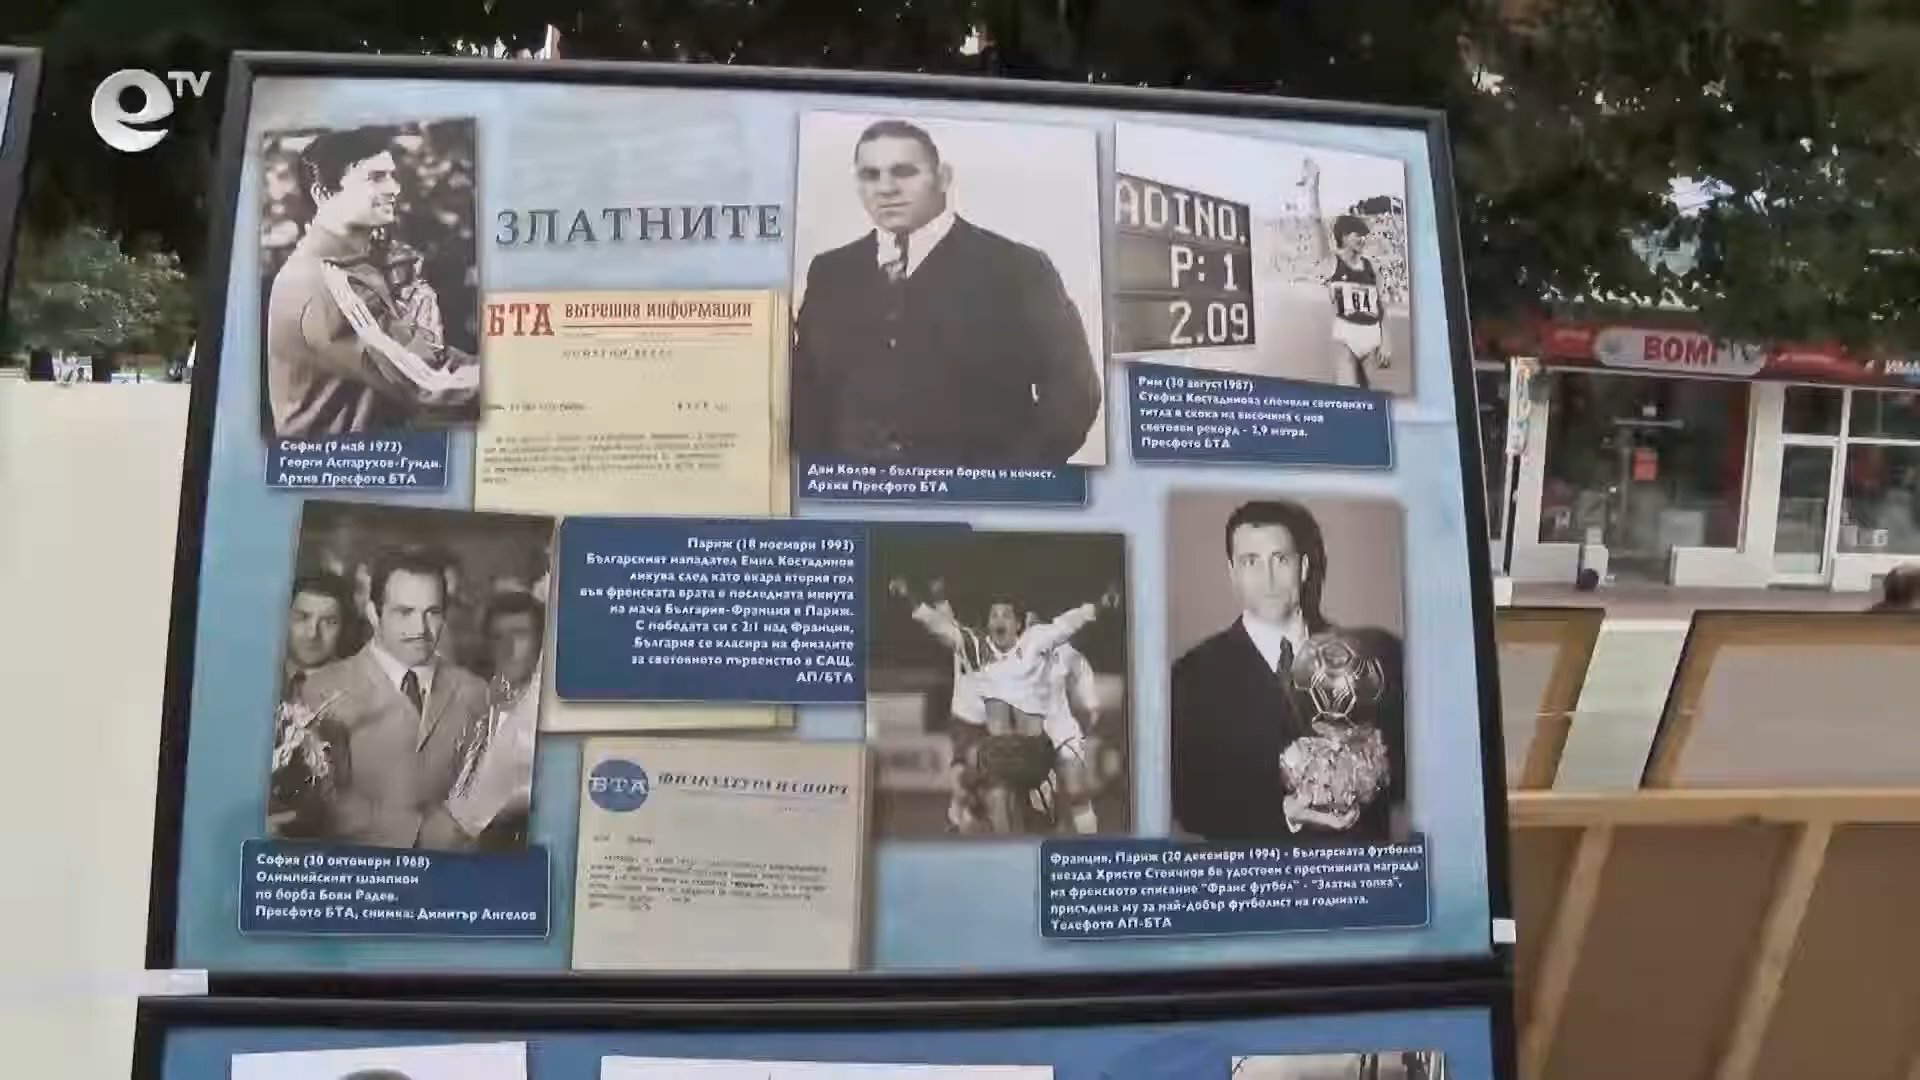 e TV
ЗЛАТНИТЕ
БТА вътрешна информация
ADINO.
P: 1
2.09
184
ВОМГ
София (9 май 1972)
Георги Аспарухов-Гунди.
Архив Пресфото БТА
Дан Колов - български борец и кечист.
Архив Пресфото БТА
Рим (30 август 1987)
Стефка Костадинова спечели световната
титла в скока на височина с нов
световен рекорд - 2,9 метра.
Пресфото БТА
Париж (18 ноември 1993)
Българският нападател Емил Костадинов
ликува след като вкара втория гол
във френската врата в последната минута
на мача България-Франция в Париж.
С победата си с 2:1 над Франция,
България се класира на финалите
за световното първенство в САЩ.
АП/БТА
БТА ФИЗКУЛТУРА И СПОРТ
София (30 октомври 1968)
Олимпийският шампион
по борба Боян Радев.
Пресфото БТА, снимка: Димитър Ангелов
Франция, Париж (20 декември 1994) - Българската футболна
звезда Христо Стоичков бе удостоен с престижната награда
на френското списание "Франс футбол" - "Златна топка",
присъдена му за най-добър футболист на годината.
Телефото АП-БТА